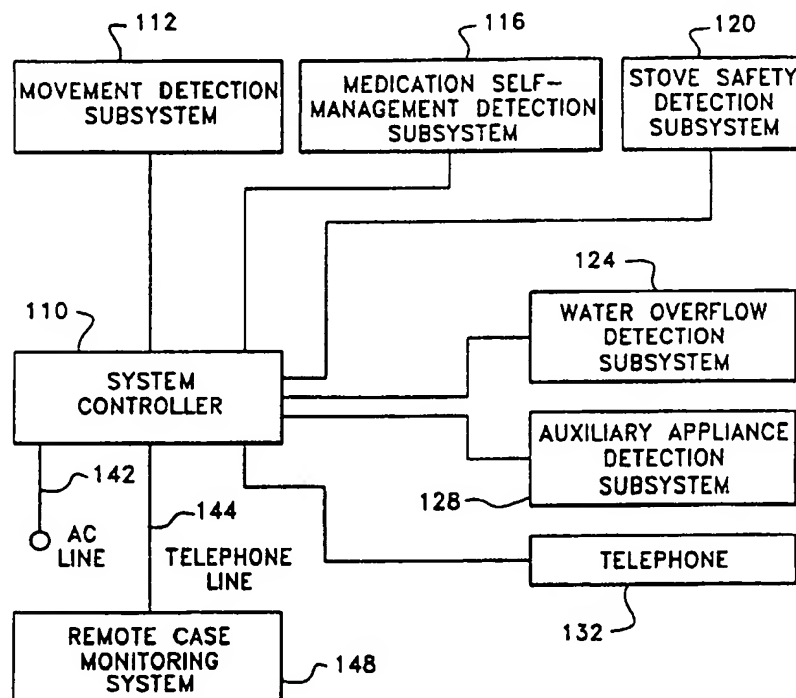 112
116
120
MOVEMENT DETECTION
SUBSYSTEM
MEDICATION SELF-
MANAGEMENT DETECTION
SUBSYSTEM
STOVE SAFETY
DETECTION
SUBSYSTEM
124
WATER OVERFLOW
DETECTION
SUBSYSTEM
110
SYSTEM
CONTROLLER
AUXILIARY APPLIANCE
DETECTION
SUBSYSTEM
128
142
144
AC
LINE
TELEPHONE
LINE
TELEPHONE
132
REMOTE CASE
MONITORING
SYSTEM
148